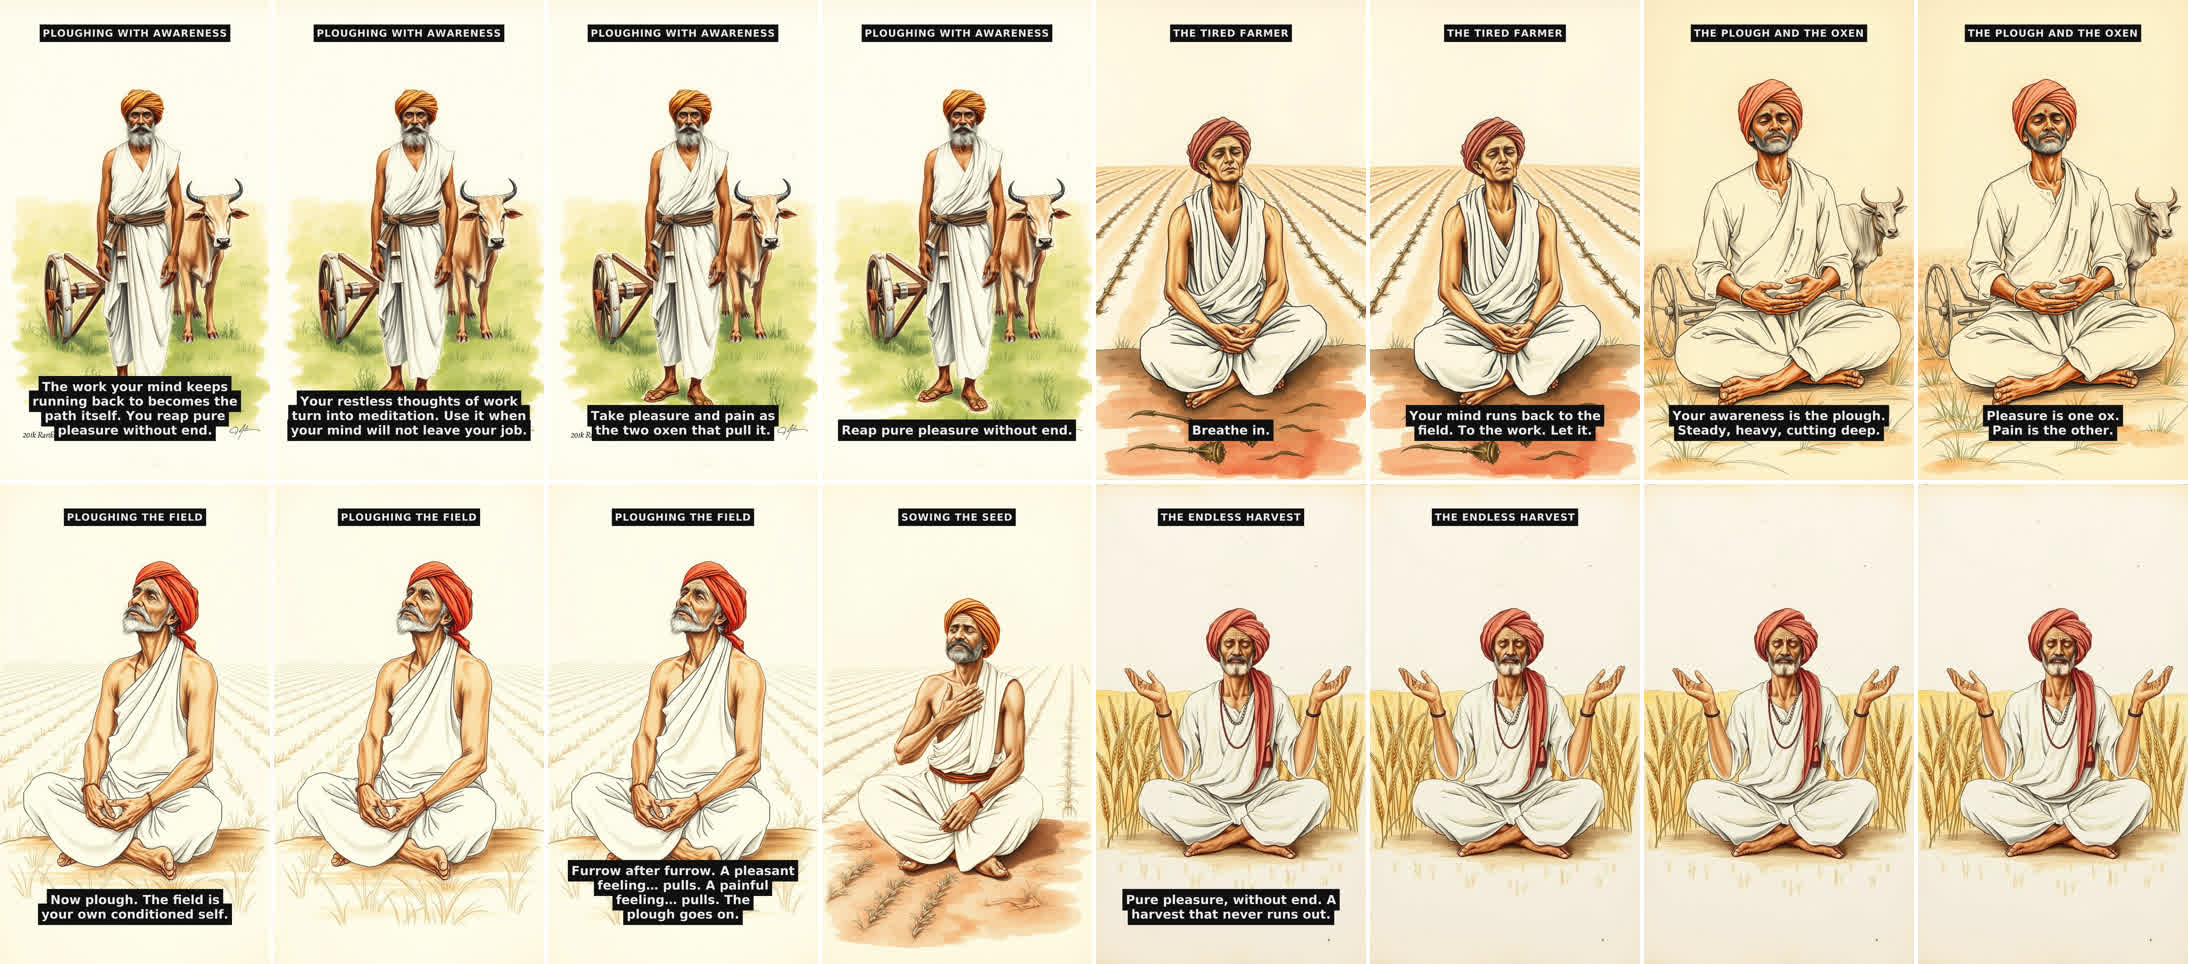 PLOUGHING WITH AWARENESS
The work your mind keeps
running back to becomes the
path itself. You reap pure
pleasure without end.
PLOUGHING WITH AWARENESS
Your restless thoughts of work
turn into meditation. Use it when
your mind will not leave your job.
PLOUGHING WITH AWARENESS
Take pleasure and pain as
the two oxen that pull it.
PLOUGHING WITH AWARENESS
Reap pure pleasure without end.
THE TIRED FARMER
Breathe in.
THE TIRED FARMER
Your mind runs back to the
field. To the work. Let it.
THE PLOUGH AND THE OXEN
Your awareness is the plough.
Steady, heavy, cutting deep.
THE PLOUGH AND THE OXEN
Pleasure is one ox.
Pain is the other.
PLOUGHING THE FIELD
Now plough. The field is
your own conditioned self.
PLOUGHING THE FIELD
PLOUGHING THE FIELD
Furrow after furrow. A pleasant
feeling... pulls. A painful
feeling... pulls. The
plough goes on.
SOWING THE SEED
THE ENDLESS HARVEST
Pure pleasure, without end. A
harvest that never runs out.
THE ENDLESS HARVEST